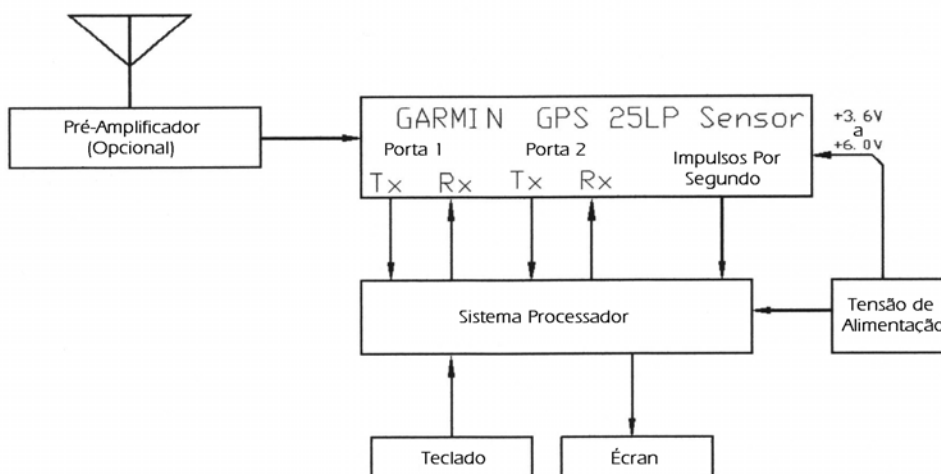 Pré-Amplificador
(Opcional)
GARMIN GPS 25LP Sensor
Porta 1
Porta 2
Impulsos Por
Segundo
Tx Rx Tx Rx
+3.6V
a
+6.0V
Sistema Processador
Tensão de
Alimentação
Teclado
Écran